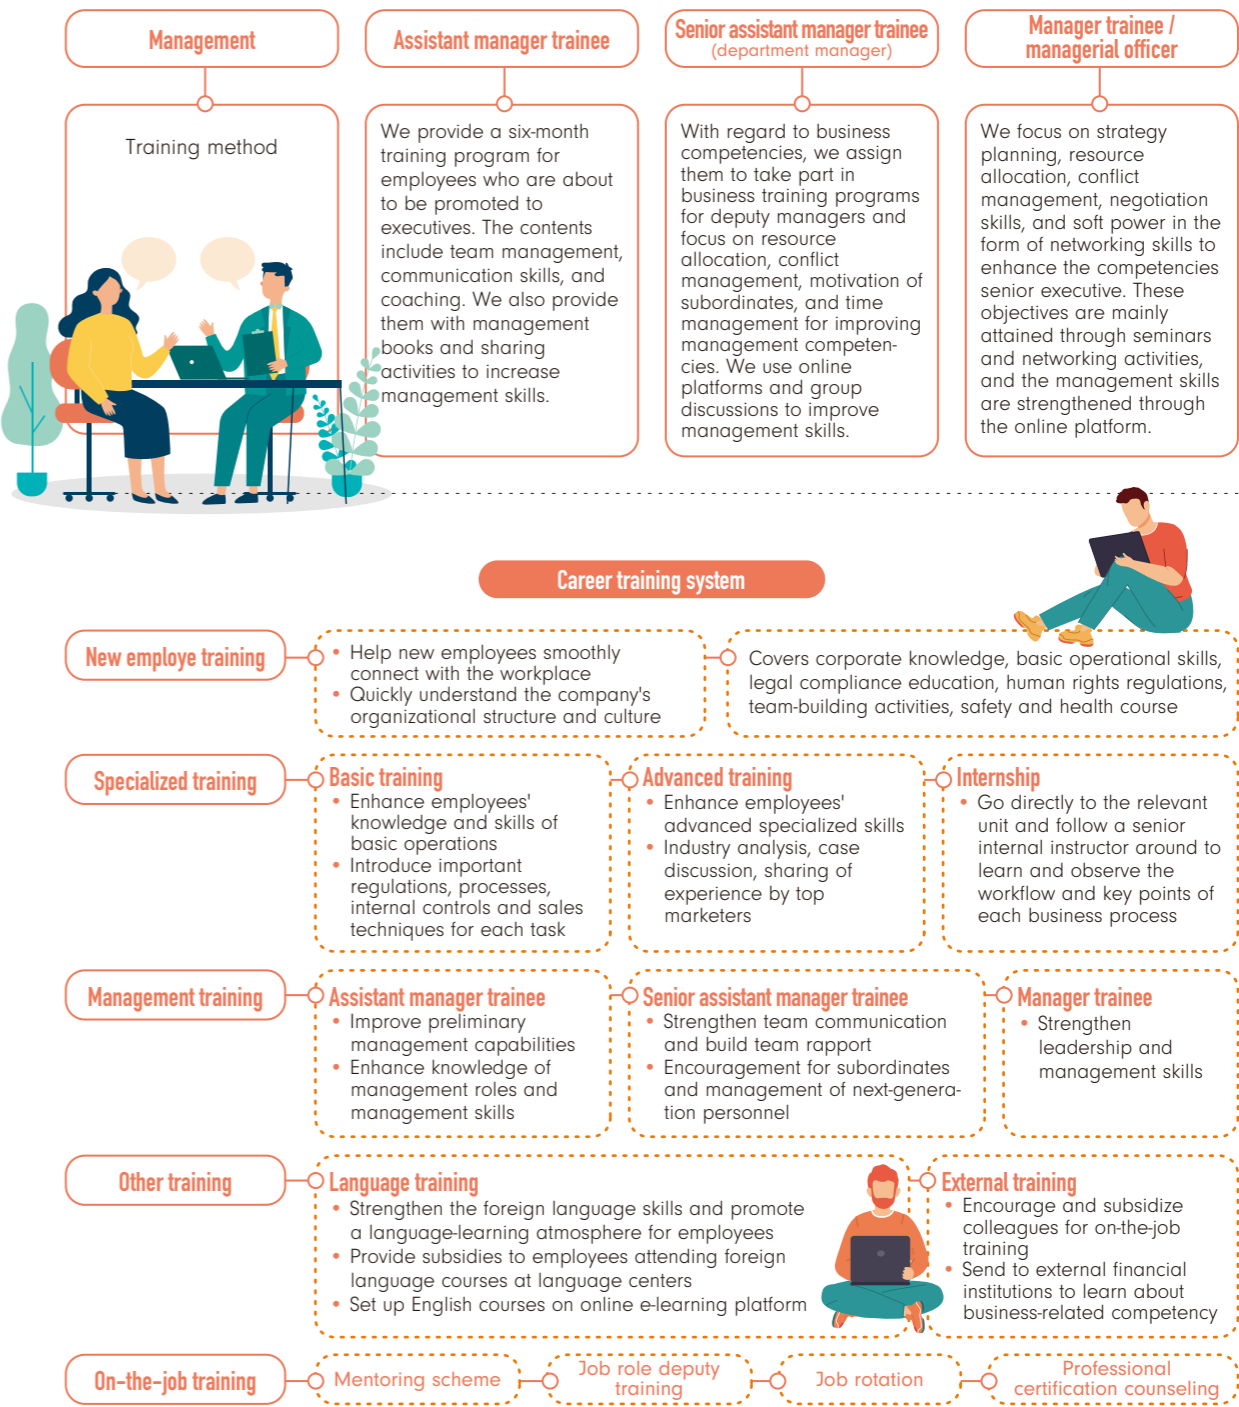 Management
Training method
Assistant manager trainee
We provide a six-month
training program for
employees who are about
to be promoted to
executives. The contents
include team management,
communication skills, and
coaching. We also provide
them with management
books and sharing
activities to increase
management skills.
Senior assistant manager trainee
(department manager)
With regard to business
competencies, we assign
them to take part in
business training programs
for deputy managers and
focus on resource
allocation, conflict
management, motivation of
subordinates, and time
management for improving
management competen-
cies. We use online
platforms and group
discussions to improve
management skills.
Manager trainee /
managerial officer
We focus on strategy
planning, resource
allocation, conflict
management, negotiation
skills, and soft power in the
form of networking skills to
enhance the competencies
senior executive. These
objectives are mainly
attained through seminars
and networking activities,
and the management skills
are strengthened through
the online platform.
Career training system
New employe training
• Help new employees smoothly
connect with the workplace
• Quickly understand the company's
organizational structure and culture
Covers corporate knowledge, basic operational skills,
legal compliance education, human rights regulations,
team-building activities, safety and health course
Specialized training
Basic training
• Enhance employees'
knowledge and skills of
basic operations
• Introduce important
regulations, processes,
internal controls and sales
techniques for each task
Advanced training
• Enhance employees'
advanced specialized skills
• Industry analysis, case
discussion, sharing of
experience by top
marketers
Internship
• Go directly to the relevant
unit and follow a senior
internal instructor around to
learn and observe the
workflow and key points of
each business process
Management training
Assistant manager trainee
• Improve preliminary
management capabilities
• Enhance knowledge of
management roles and
management skills
Senior assistant manager trainee
• Strengthen team communication
and build team rapport
• Encouragement for subordinates
and management of next-genera-
tion personnel
Manager trainee
• Strengthen
leadership and
management skills
Other training
Language training
• Strengthen the foreign language skills and promote
a language-learning atmosphere for employees
• Provide subsidies to employees attending foreign
language courses at language centers
• Set up English courses on online e-learning platform
External training
• Encourage and subsidize
colleagues for on-the-job
training
• Send to external financial
institutions to learn about
business-related competency
On-the-job training
Mentoring scheme
Job role deputy
training
Job rotation
Professional
certification counseling